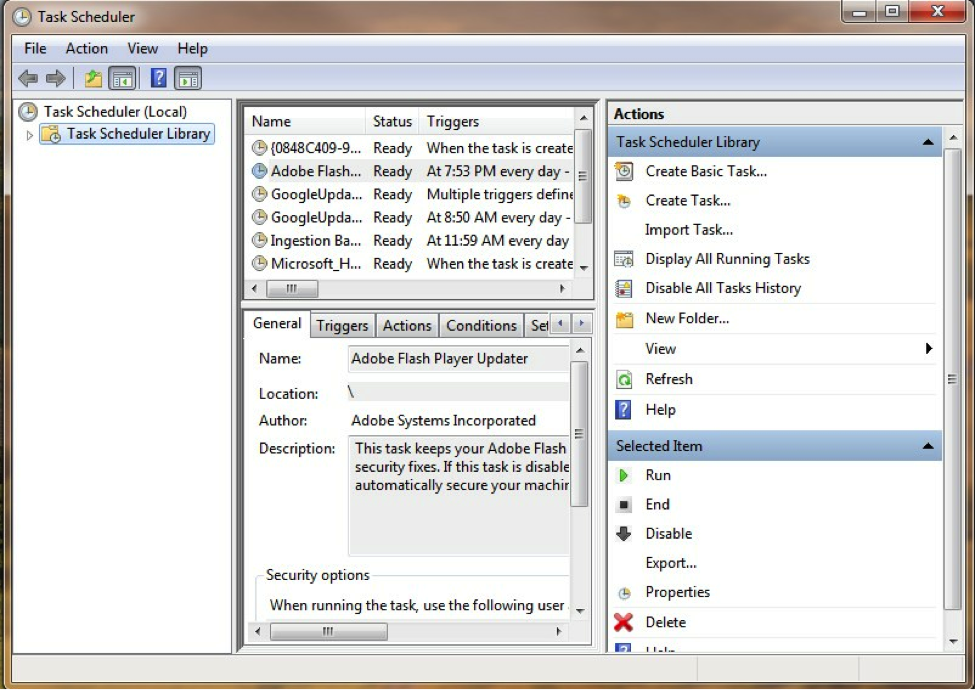 Task Scheduler
File Action View Help
Task Scheduler (Local)
Task Scheduler Library
Name Status Triggers
{0848C409-9... Ready When the task is create
Adobe Flash... Ready At 7:53 PM every day -
GoogleUpda... Ready Multiple triggers define
GoogleUpda... Ready At 8:50 AM every day -
Ingestion Ba... Ready At 11:59 AM every day
Microsoft_H... Ready When the task is create
General Triggers Actions Conditions Set
Name: Adobe Flash Player Updater
Location: \
Author: Adobe Systems Incorporated
Description: This task keeps your Adobe Flash
security fixes. If this task is disable
automatically secure your machin
Security options
When running the task, use the following user
Actions
Task Scheduler Library
Create Basic Task...
Create Task...
Import Task...
Display All Running Tasks
Disable All Tasks History
New Folder...
View
Refresh
Help
Selected Item
Run
End
Disable
Export...
Properties
Delete
Help